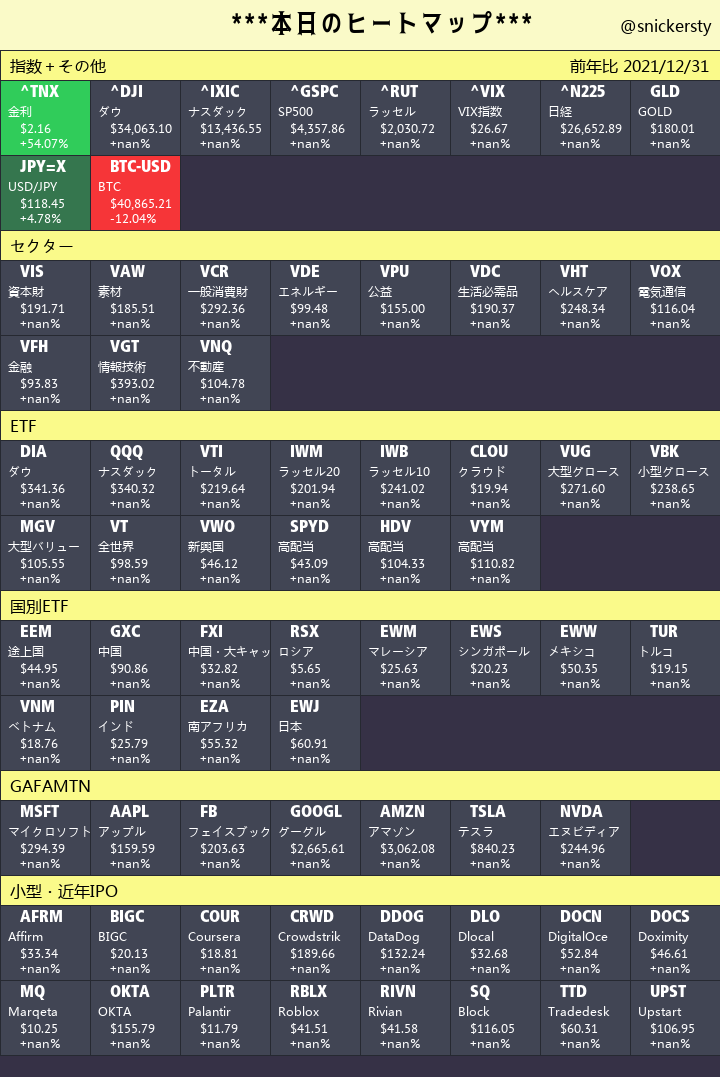 ***本日のヒートマップ***
@snickersty
指数＋その他 前年比 2021/12/31
^TNX ^DJI ^IXIC ^GSPC ^RUT ^VIX ^N225 GLD
金利 ダウ ナスダック SP500 ラッセル VIX指数 日経 GOLD
$2.16 $34,063.10 $13,436.55 $4,357.86 $2,030.72 $26.67 $26,652.89 $180.01
+54.07% +nan% +nan% +nan% +nan% +nan% +nan% +nan%
JPY=X BTC-USD
USD/JPY BTC
$118.45 $40,865.21
+4.78% -12.04%
セクター
VIS VAW VCR VDE VPU VDC VHT VOX
資本財 素材 一般消費財 エネルギー 公益 生活必需品 ヘルスケア 電気通信
$191.71 $185.51 $292.36 $99.48 $155.00 $190.37 $248.34 $116.04
+nan% +nan% +nan% +nan% +nan% +nan% +nan% +nan%
VFH VGT VNQ
金融 情報技術 不動産
$93.83 $393.02 $104.78
+nan% +nan% +nan%
ETF
DIA QQQ VTI IWM IWB CLOU VUG VBK
ダウ ナスダック トータル ラッセル20 ラッセル10 クラウド 大型グロース 小型グロース
$341.36 $340.32 $219.64 $201.94 $241.02 $19.94 $271.60 $238.65
+nan% +nan% +nan% +nan% +nan% +nan% +nan% +nan%
MGV VT VWO SPYD HDV VYM
大型バリュー 全世界 新興国 高配当 高配当 高配当
$105.55 $98.59 $46.12 $43.09 $104.33 $110.82
+nan% +nan% +nan% +nan% +nan% +nan%
国別ETF
EEM GXC FXI RSX EWM EWS EWW TUR
途上国 中国 中国・大キャッ ロシア マレーシア シンガポール メキシコ トルコ
$44.95 $90.86 $32.82 $5.65 $25.63 $20.23 $50.35 $19.15
+nan% +nan% +nan% +nan% +nan% +nan% +nan% +nan%
VNM PIN EZA EWJ
ベトナム インド 南アフリカ 日本
$18.76 $25.79 $55.32 $60.91
+nan% +nan% +nan% +nan%
GAFAMTN
MSFT AAPL FB GOOGL AMZN TSLA NVDA
マイクロソフト アップル フェイスブック グーグル アマゾン テスラ エヌビディア
$294.39 $159.59 $203.63 $2,665.61 $3,062.08 $840.23 $244.96
+nan% +nan% +nan% +nan% +nan% +nan% +nan%
小型・近年IPO
AFRM BIGC COUR CRWD DDOG DLO DOCN DOCS
Affirm BIGC Coursera Crowdstrik DataDog Dlocal DigitalOce Doximity
$33.34 $20.13 $18.81 $189.66 $132.24 $32.68 $52.84 $46.61
+nan% +nan% +nan% +nan% +nan% +nan% +nan% +nan%
MQ OKTA PLTR RBLX RIVN SQ TTD UPST
Marqeta OKTA Palantir Roblox Rivian Block Tradedesk Upstart
$10.25 $155.79 $11.79 $41.51 $41.58 $116.05 $60.31 $106.95
+nan% +nan% +nan% +nan% +nan% +nan% +nan% +nan%